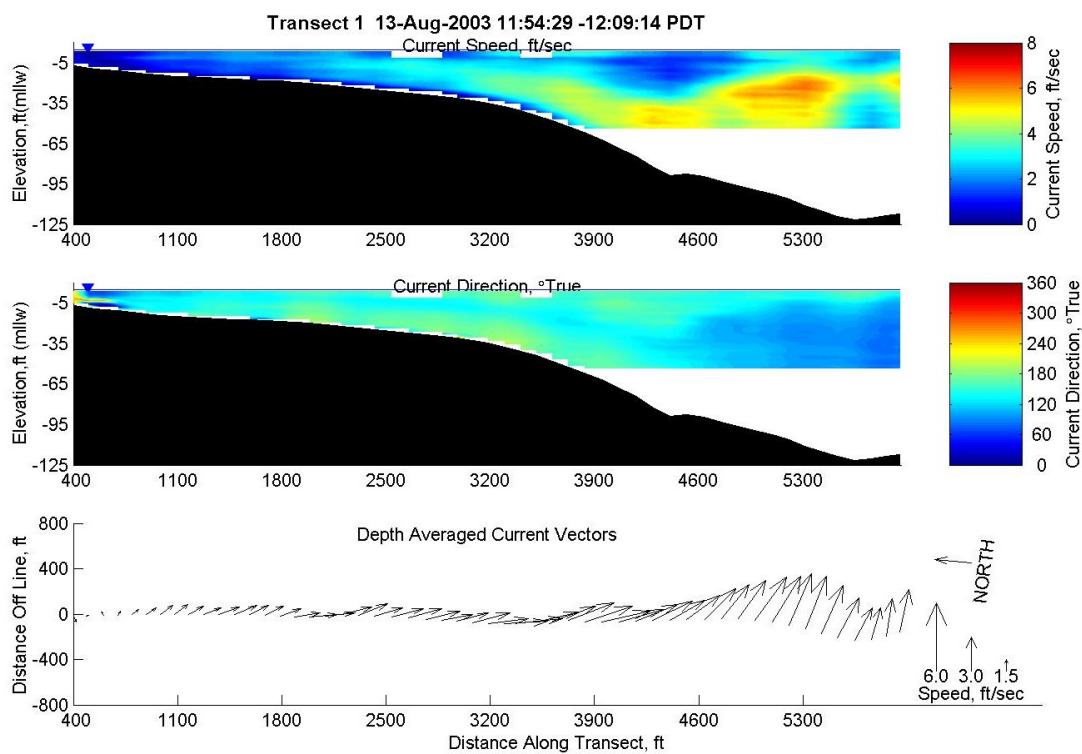 Transect 1 13-Aug-2003 11:54:29 -12:09:14 PDT
Current Speed, ft/sec
Elevation,ft(mllw)
-5
-35
-65
-95
-125
400 1100 1800 2500 3200 3900 4600 5300
8
6
4
2
0
Current Speed, ft/sec
Current Direction, °True
Elevation,ft (mllw)
-5
-35
-65
-95
-125
400 1100 1800 2500 3200 3900 4600 5300
360
300
240
180
120
60
0
Current Direction,°True
Depth Averaged Current Vectors
Distance Off Line, ft
800
400
0
-400
-800
400 1100 1800 2500 3200 3900 4600 5300
Distance Along Transect, ft
NORTH
6.0 3.0 1.5
Speed, ft/sec